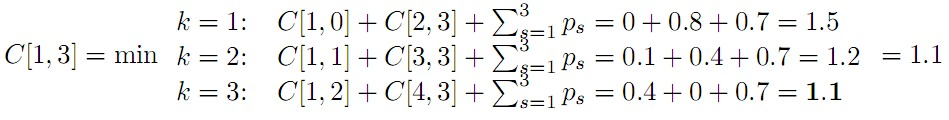 k = 1: C[1, 0] + C[2, 3] + ∑_{s=1}^{3} p_s = 0 + 0.8 + 0.7 = 1.5
C[1, 3] = min k = 2: C[1, 1] + C[3, 3] + ∑_{s=1}^{3} p_s = 0.1 + 0.4 + 0.7 = 1.2 = 1.1
k = 3: C[1, 2] + C[4, 3] + ∑_{s=1}^{3} p_s = 0.4 + 0 + 0.7 = 1.1